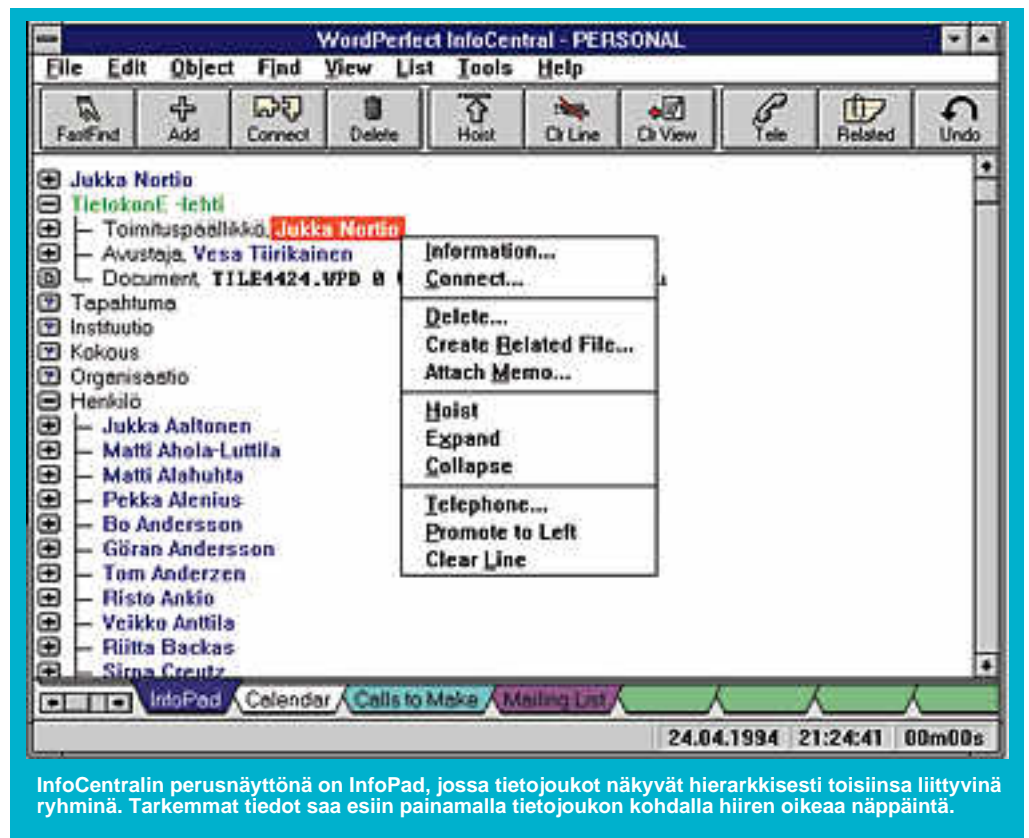 WordPerfect InfoCentral - PERSONAL
File Edit Object Find View List Tools Help
FastFind Add Connect Delete Hoist Clr Line Clr View Tele Related Undo
Jukka Nortio
TietokonE -lehti
Toimituspäällikkö, Jukka Nortio
Avustaja, Vesa Tiirikainen
Document, TILE4424.WPD 0
Tapahtuma
Instituutio
Kokous
Organisaatio
Henkilö
Jukka Aaltonen
Matti Ahola-Luttila
Matti Alahuhta
Pekka Alenius
Bo Andersson
Göran Andersson
Tom Anderzen
Risto Ankio
Veikko Anttila
Riitta Backas
Sirpa Creutz
Information...
Connect...
Delete...
Create Related File...
Attach Memo...
Hoist
Expand
Collapse
Telephone...
Promote to Left
Clear Line
InfoPad Calendar Calls to Make Mailing List
24.04.1994 21:24:41 00m00s
InfoCentralin perusnäyttönä on InfoPad, jossa tietojoukot näkyvät hierarkkisesti toisiinsa liittyvinä
ryhminä. Tarkemmat tiedot saa esiin painamalla tietojoukon kohdalla hiiren oikeaa näppäintä.